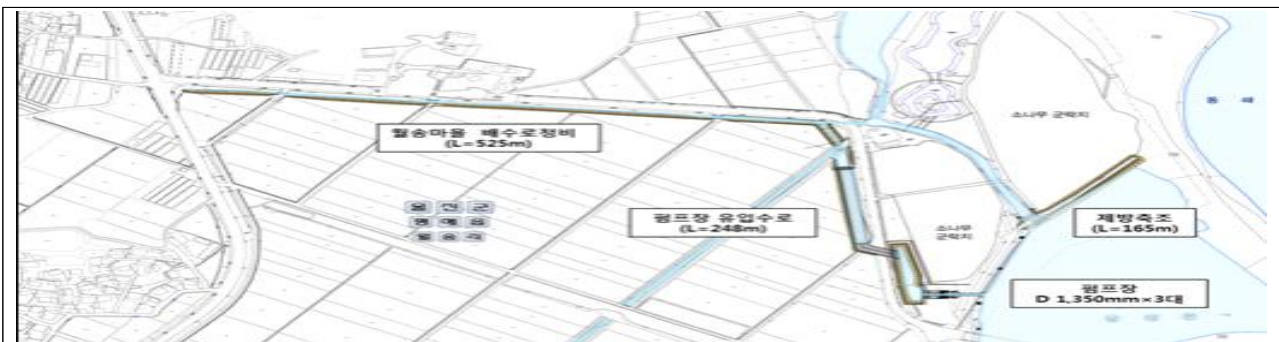 월송마을 배수로정비
(L=525m)
울진군
평해읍
월송리
펌프장 유입수로
(L=248m)
소나무 군락지
소나무
군락지
동 해
제방축조
(L=165m)
펌프장
D 1,350mm×3대